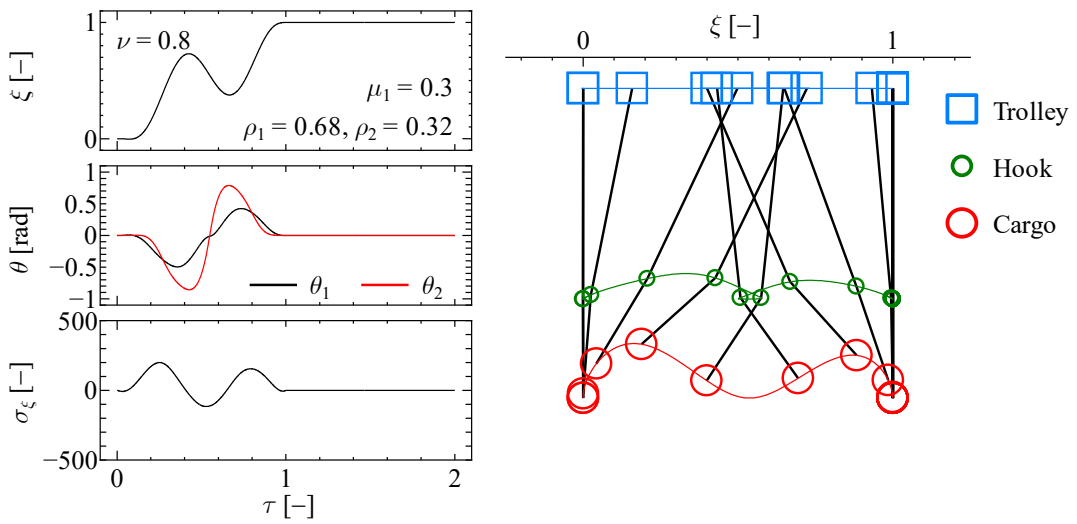 ξ [−]
1
0
ν = 0.8
μ₁ = 0.3
ρ₁ = 0.68, ρ₂ = 0.32
θ [rad]
1
0.5
0
−0.5
−1
θ₁
θ₂
σ_ξ [−]
500
0
−500
0
1
2
τ [−]
ξ [−]
0
1
Trolley
Hook
Cargo